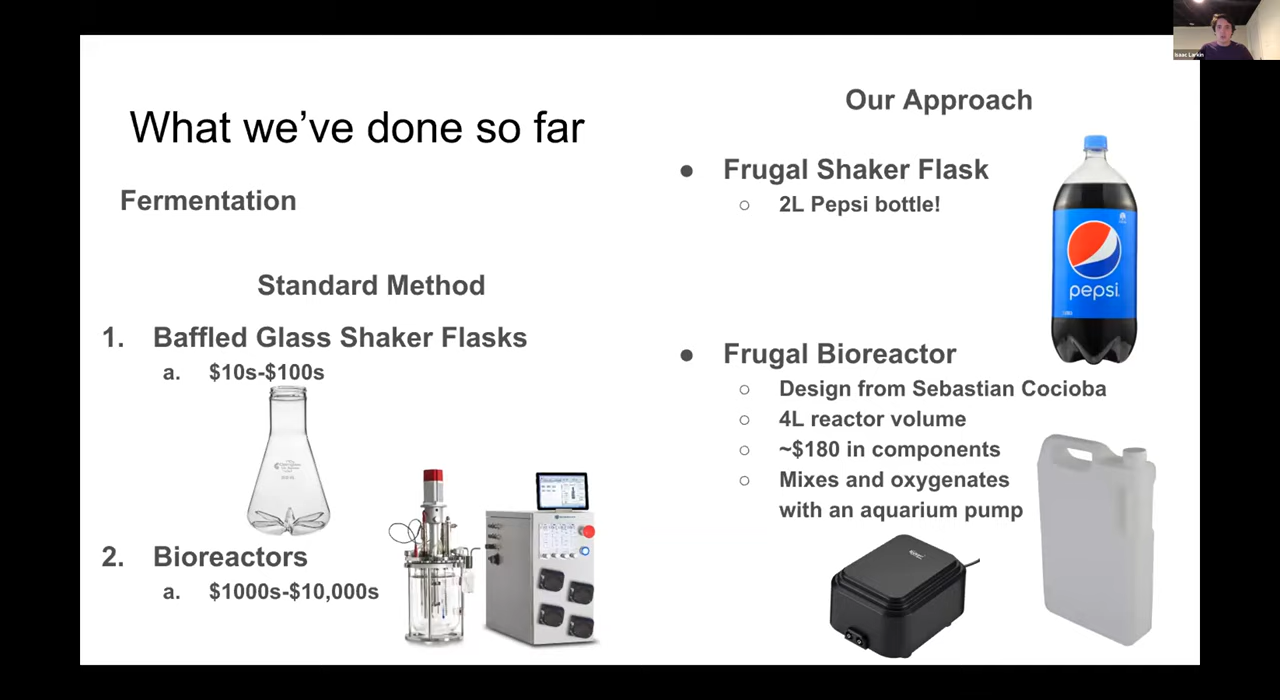 Isaac Larkin
What we've done so far
Fermentation
Standard Method
1. Baffled Glass Shaker Flasks
a. $10s-$100s
2. Bioreactors
a. $1000s-$10,000s
Our Approach
● Frugal Shaker Flask
○ 2L Pepsi bottle!
pepsi
● Frugal Bioreactor
○ Design from Sebastian Cocioba
○ 4L reactor volume
○ ~$180 in components
○ Mixes and oxygenates
with an aquarium pump